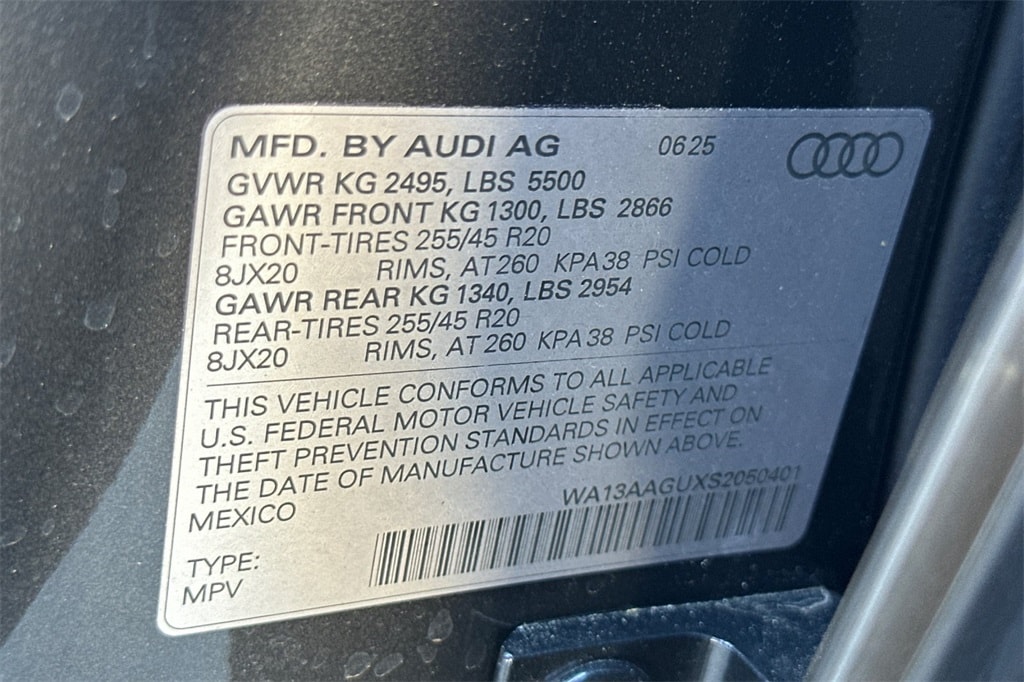 MFD. BY AUDI AG 0625
GVWR KG 2495, LBS 5500
GAWR FRONT KG 1300, LBS 2866
FRONT-TIRES 255/45 R20
8JX20 RIMS, AT 260 KPA 38 PSI COLD
GAWR REAR KG 1340, LBS 2954
REAR-TIRES 255/45 R20
8JX20 RIMS, AT 260 KPA 38 PSI COLD
THIS VEHICLE CONFORMS TO ALL APPLICABLE
U.S. FEDERAL MOTOR VEHICLE SAFETY AND
THEFT PREVENTION STANDARDS IN EFFECT ON
THE DATE OF MANUFACTURE SHOWN ABOVE.
MEXICO WA13AAGUXS2050401
TYPE:
MPV